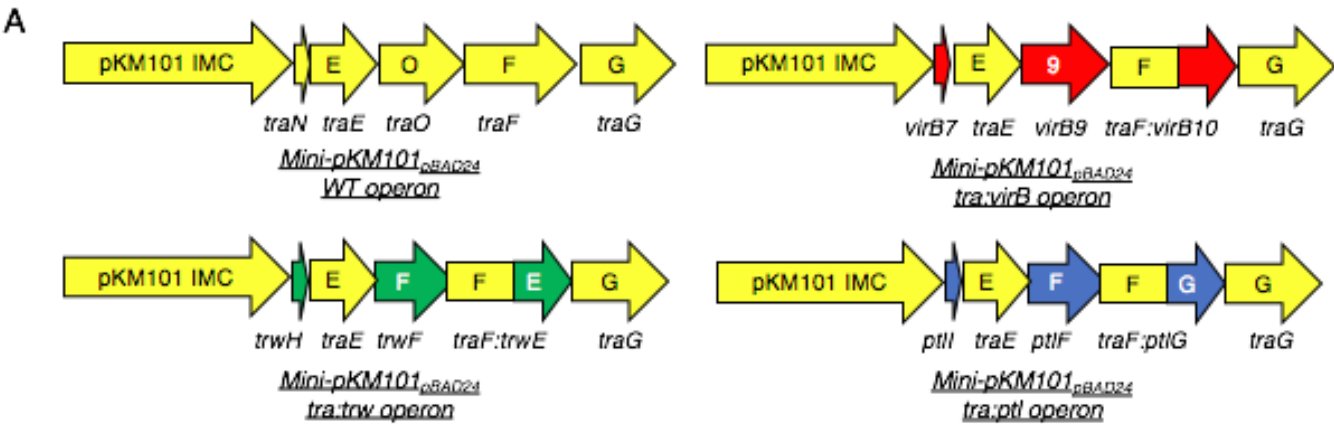 A
pKM101 IMC E O F G
traN traE traO traF traG
Mini-pKM101pBAD24
WT operon
pKM101 IMC E 9 F G
virB7 traE virB9 traF:virB10 traG
Mini-pKM101pBAD24
tra:virB operon
pKM101 IMC E F F E G
trwH traE trwF traF:trwE traG
Mini-pKM101pBAD24
tra:trw operon
pKM101 IMC E F F G G
ptlI traE ptlF traF:ptlG traG
Mini-pKM101pBAD24
tra:ptl operon